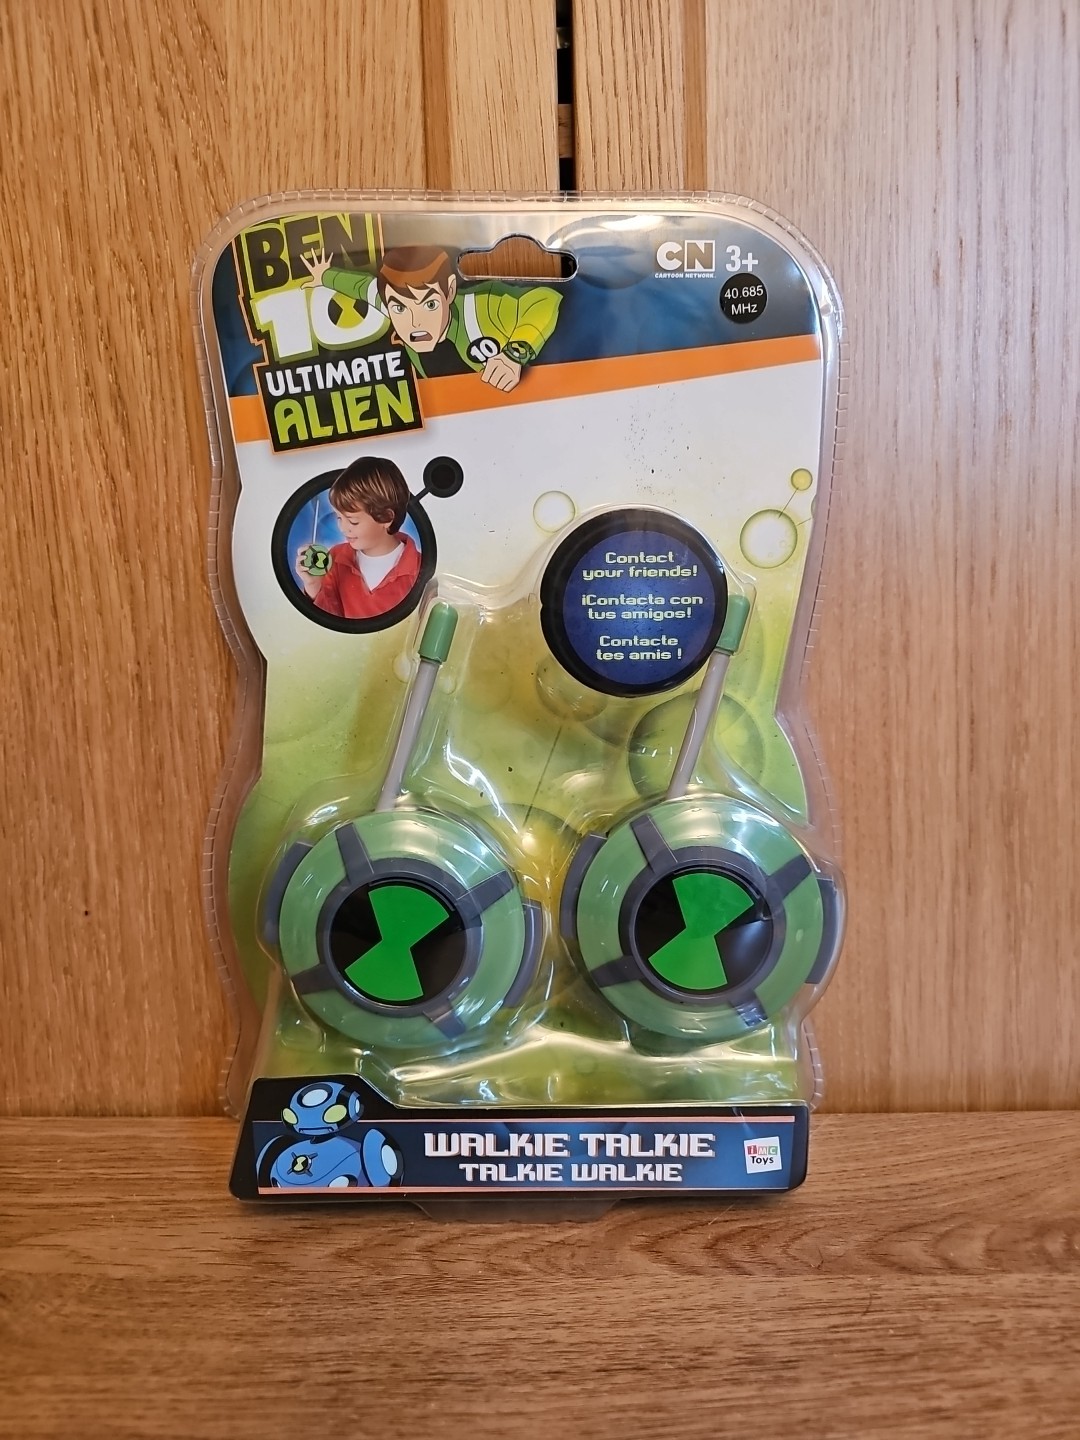 BEN
10
ULTIMATE
ALIEN
10
CN
CARTOON NETWORK.
3+
40.685
MHz
Contact
your friends!
¡Contacta con
tus amigos!
Contacte
tes amis !
WALKIE TALKIE
TALKIE WALKIE
IMC
Toys